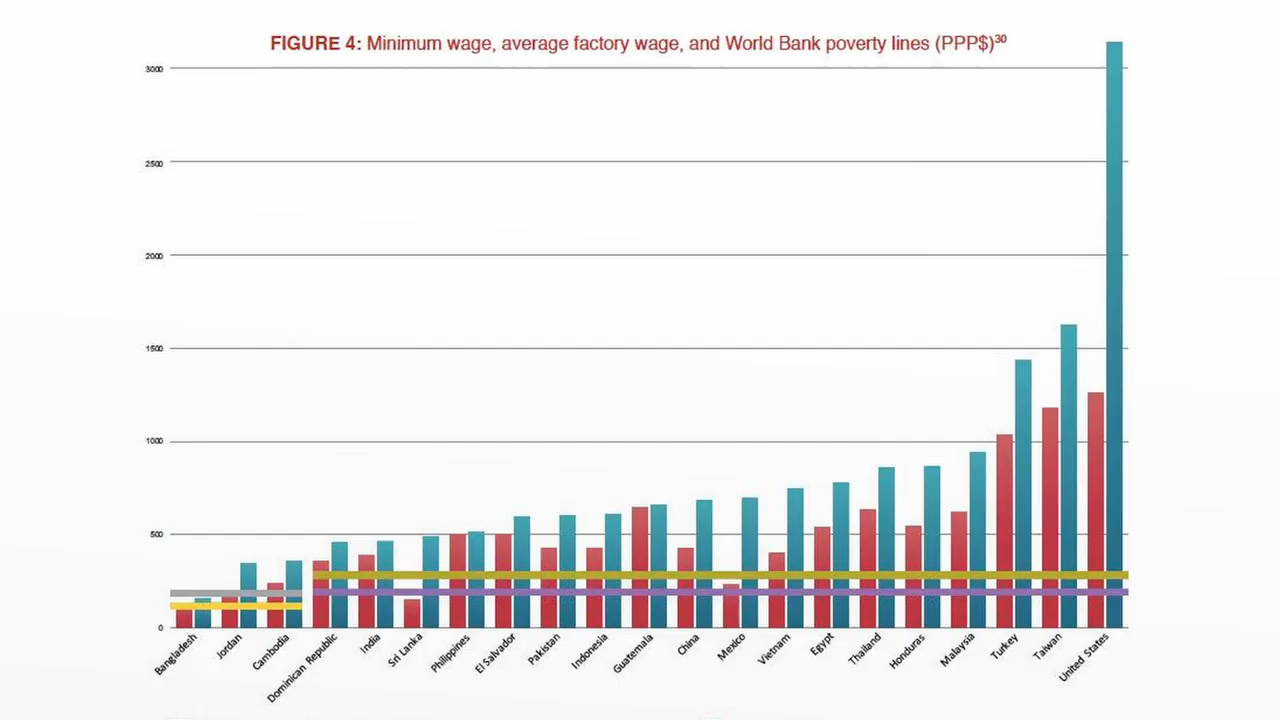 FIGURE 4: Minimum wage, average factory wage, and World Bank poverty lines (PPP$)30
3000
2500
2000
1500
1000
500
0
Bangladesh
Jordan
Cambodia
Dominican Republic
India
Sri Lanka
Philippines
El Salvador
Pakistan
Indonesia
Guatemala
China
Mexico
Vietnam
Egypt
Thailand
Honduras
Malaysia
Turkey
Taiwan
United States